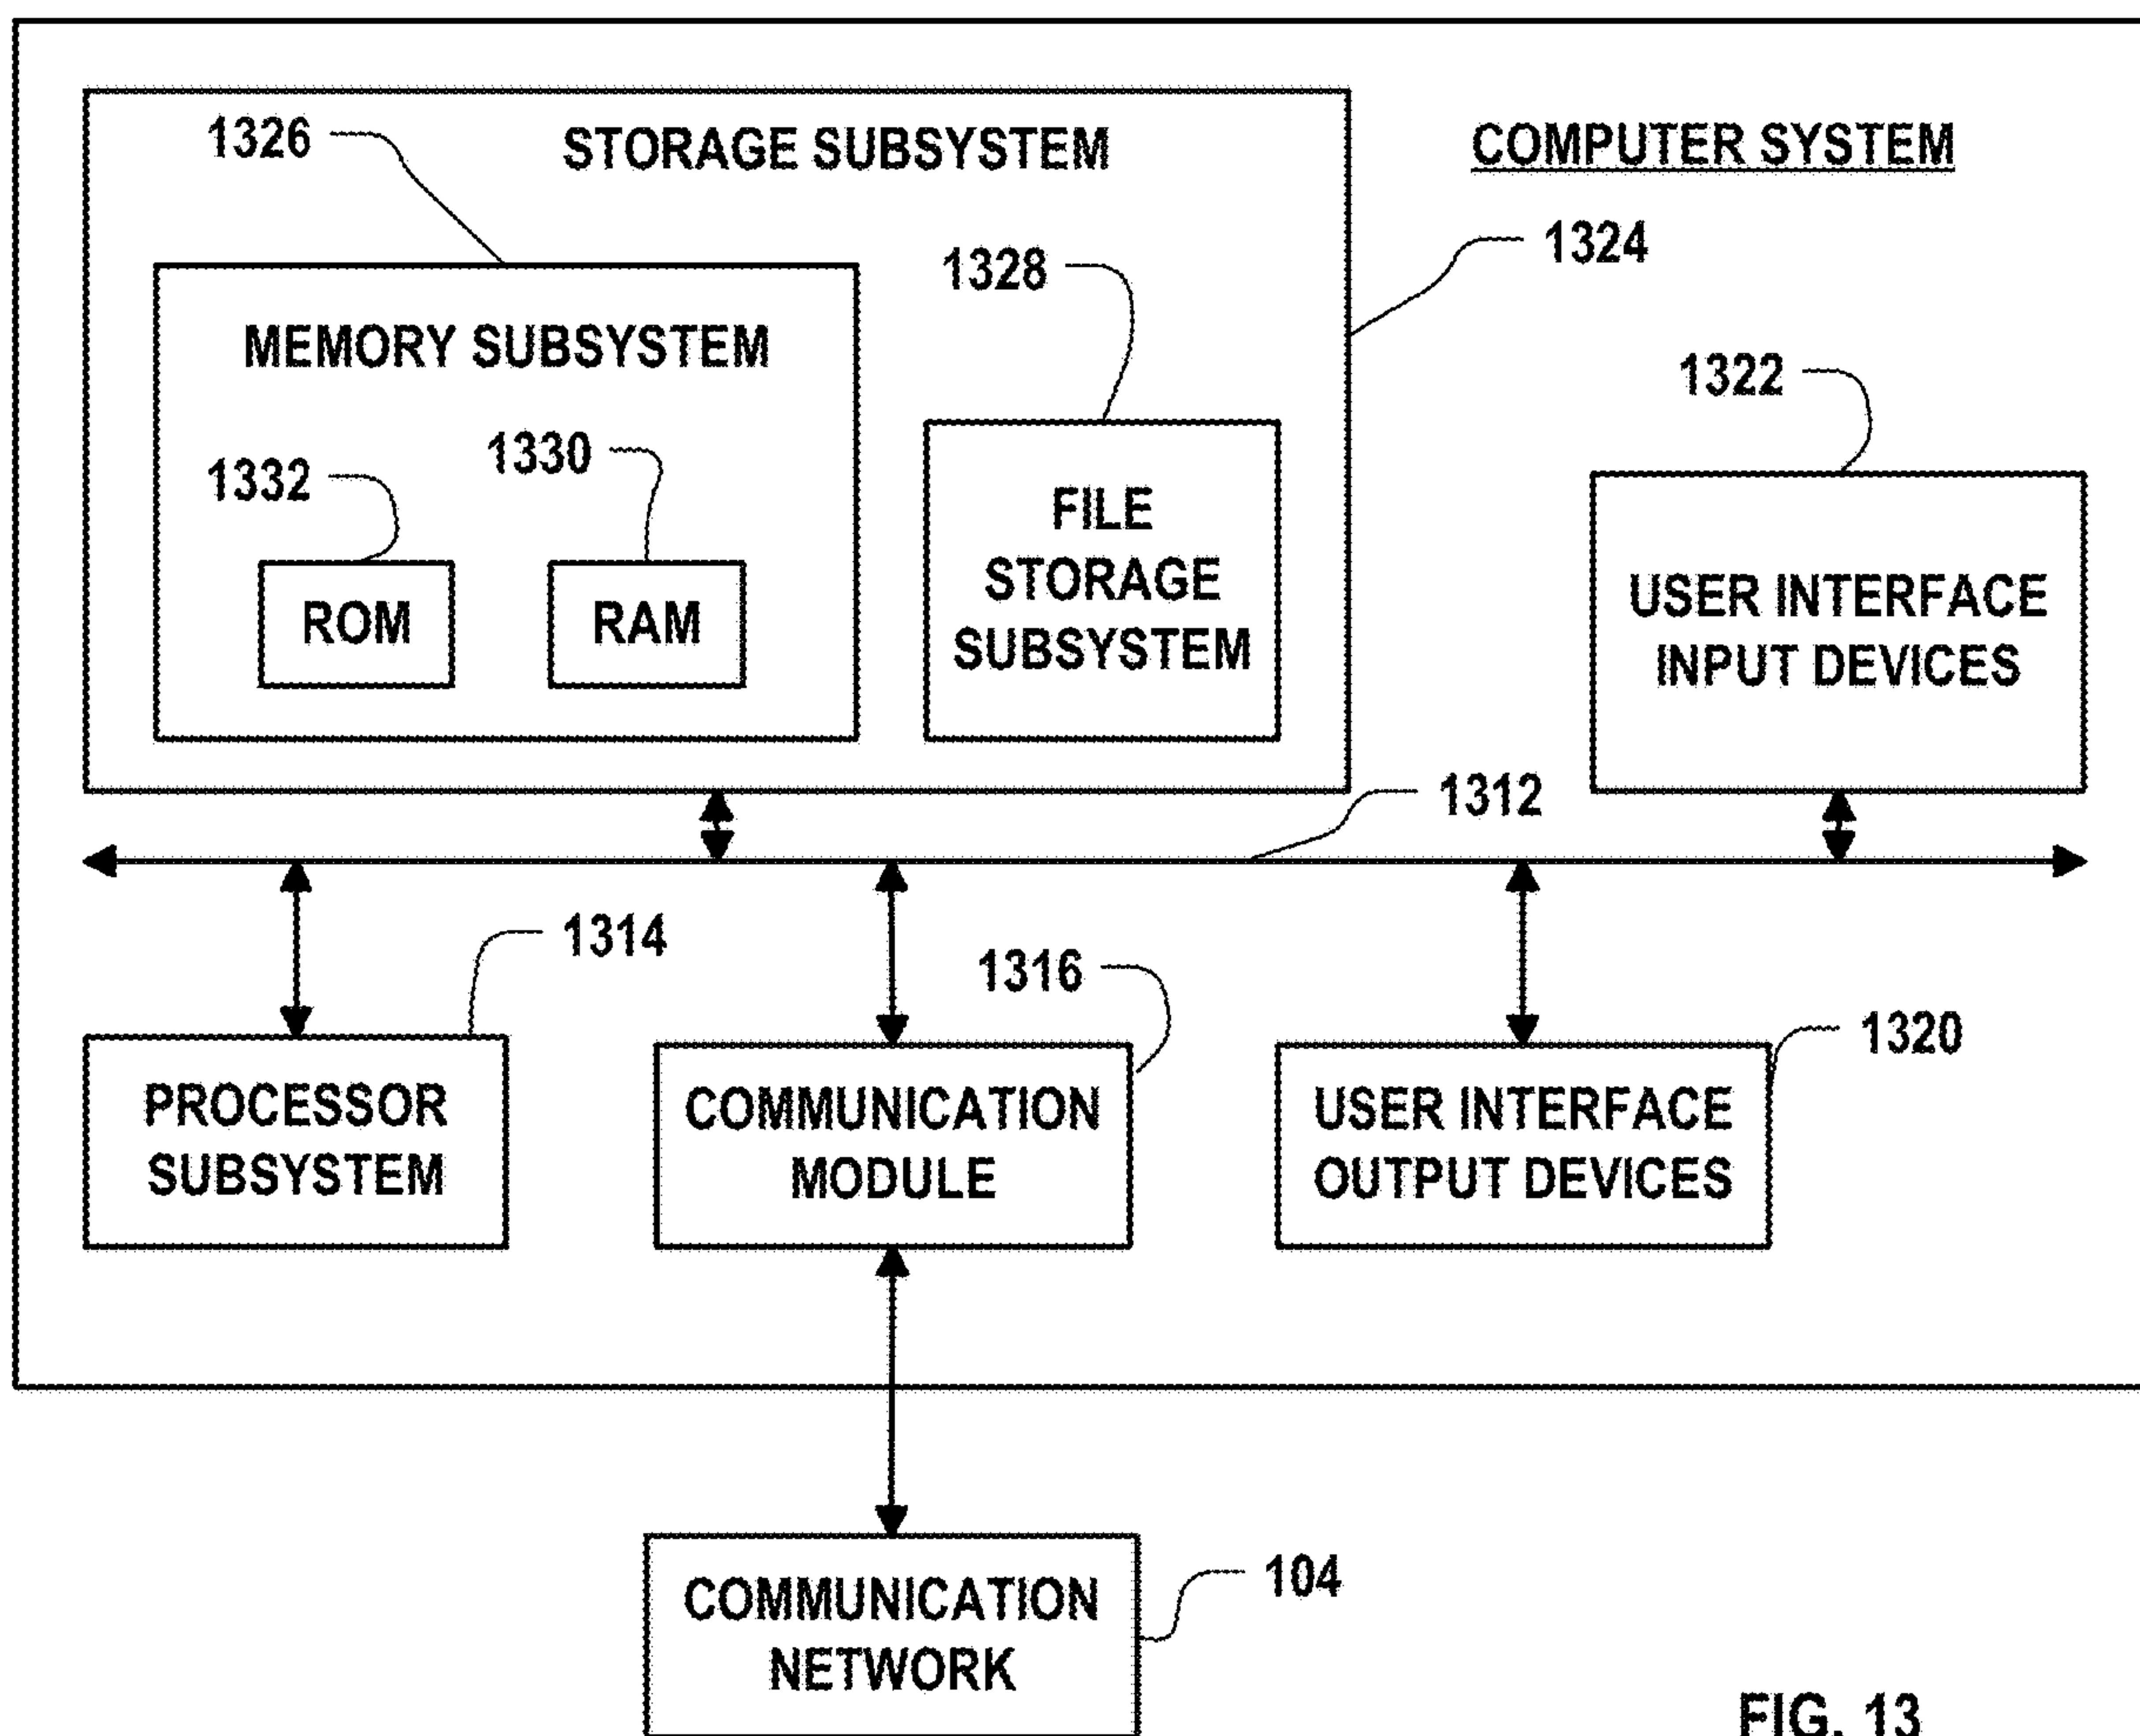 1326
STORAGE SUBSYSTEM
COMPUTER SYSTEM
1324
1328
MEMORY SUBSYSTEM
1322
1332
1330
FILE
STORAGE
SUBSYSTEM
ROM
RAM
USER INTERFACE
INPUT DEVICES
1312
1314
1316
1320
PROCESSOR
SUBSYSTEM
COMMUNICATION
MODULE
USER INTERFACE
OUTPUT DEVICES
104
COMMUNICATION
NETWORK
FIG. 13